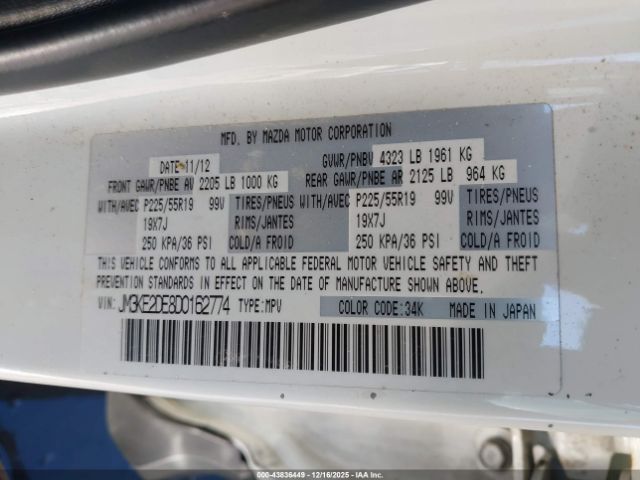 MFD. BY MAZDA MOTOR CORPORATION
DATE 11/12 GVWR/PNBV 4323 LB 1961 KG
FRONT GAWR/PNBE AV 2205 LB 1000 KG REAR GAWR/PNBE AR 2125 LB 964 KG
WITH/AVEC P225/55R19 99V TIRES/PNEUS WITH/AVEC P225/55R19 99V TIRES/PNEUS
19X7J RIMS/JANTES 19X7J RIMS/JANTES
250 KPA/36 PSI COLD/A FROID 250 KPA/36 PSI COLD/A FROID
THIS VEHICLE CONFORMS TO ALL APPLICABLE FEDERAL MOTOR VEHICLE SAFETY AND THEFT
PREVENTION STANDARDS IN EFFECT ON THE DATE OF MANUFACTURE SHOWN ABOVE.
VIN: JM3KE2DE8D0162774 TYPE:MPV COLOR CODE:34K MADE IN JAPAN
000-43836449 - 12/16/2025 - IAAI.COM